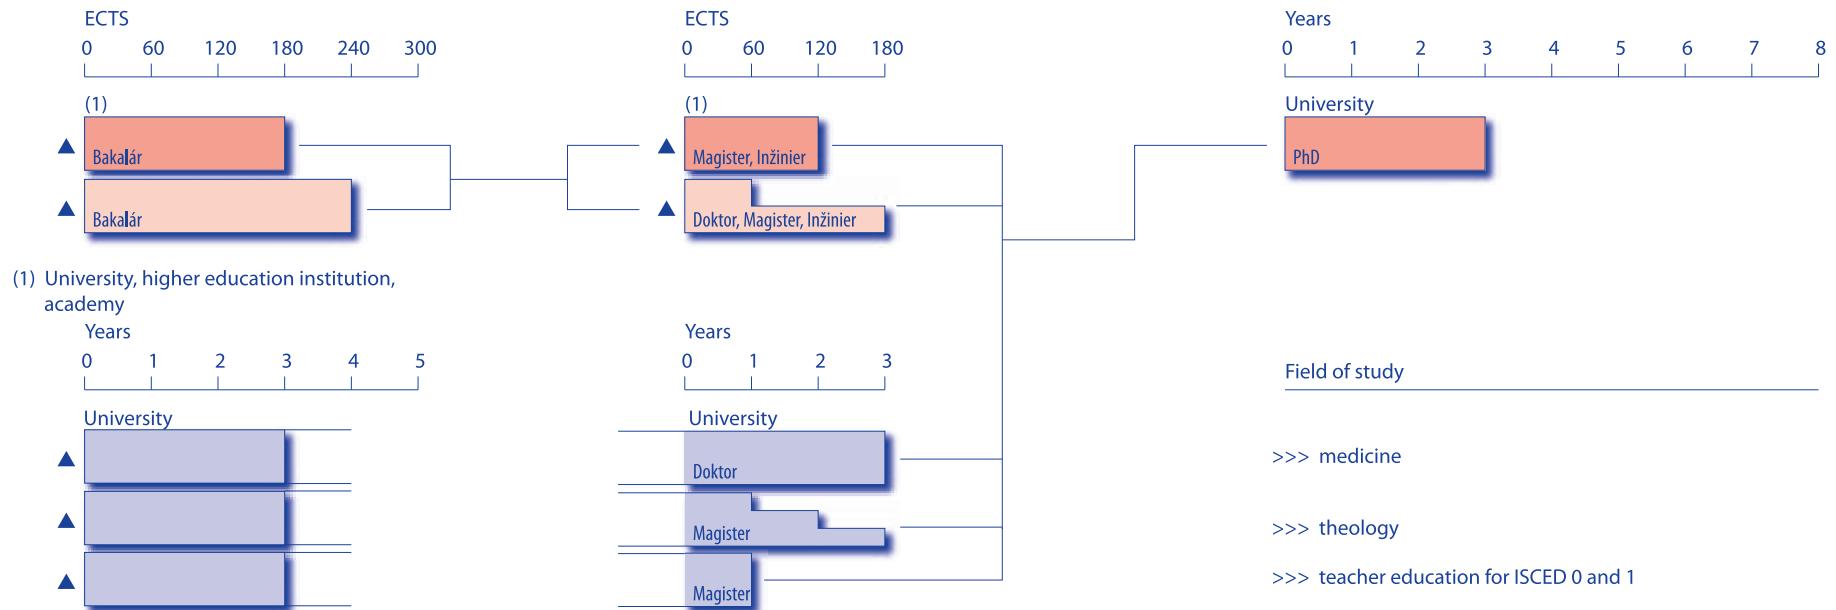 ECTS
0 60 120 180 240 300
(1)
Bakalár
Bakalár
(1) University, higher education institution,
academy
ECTS
0 60 120 180
(1)
Magister, Inžinier
Doktor, Magister, Inžinier
Years
0 1 2 3 4 5 6 7 8
University
PhD
Years
0 1 2 3 4 5
University
Years
0 1 2 3
University
Doktor
Magister
Magister
Field of study
>>> medicine
>>> theology
>>> teacher education for ISCED 0 and 1